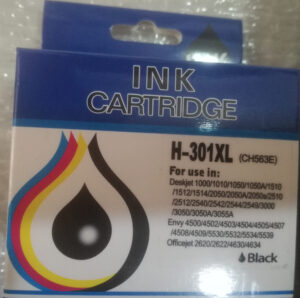 INK
CARTRIDGE
H-301XL (CH563E)
For use in:
Deskjet 1000/1010/1050/1050A/1510
/1512/1514/2050/2050A/2050s/2510
/2512/2540/2542/2544/2549/3000
/3050/3050A/3055A
Envy 4500/4502/4503/4504/4505/4507
/4508/4509/5530/5532/5534/5539
Officejet 2620/2622/4630/4634
Black